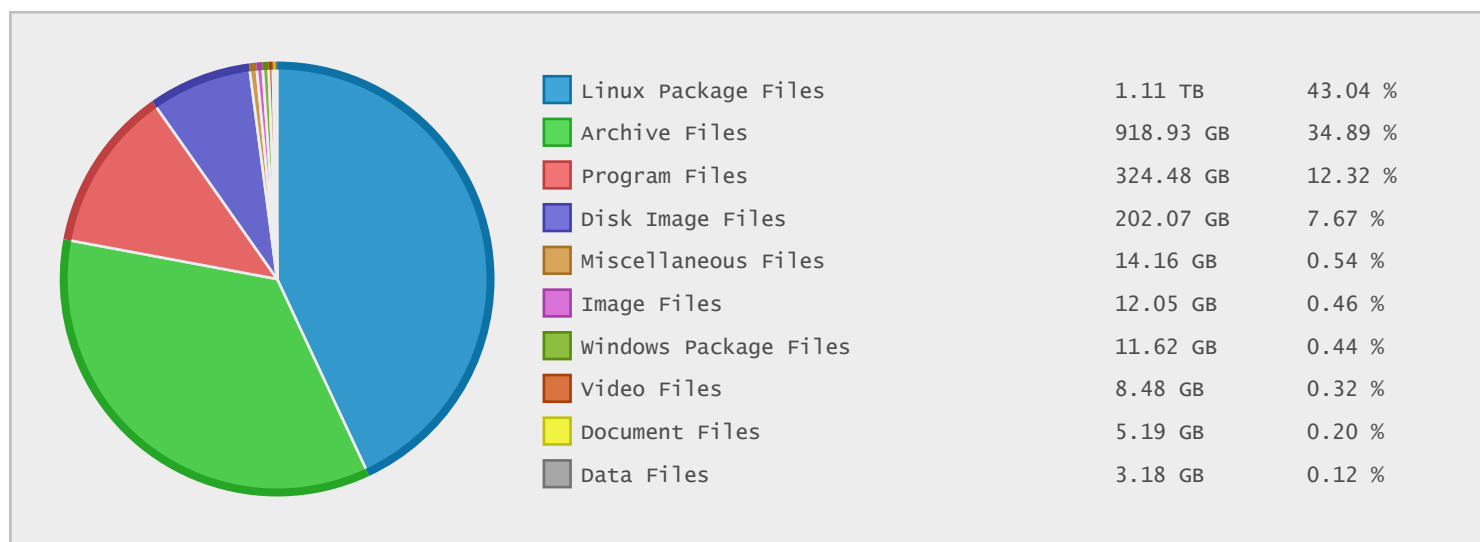 Linux Package Files 1.11 TB 43.04 %
Archive Files 918.93 GB 34.89 %
Program Files 324.48 GB 12.32 %
Disk Image Files 202.07 GB 7.67 %
Miscellaneous Files 14.16 GB 0.54 %
Image Files 12.05 GB 0.46 %
Windows Package Files 11.62 GB 0.44 %
Video Files 8.48 GB 0.32 %
Document Files 5.19 GB 0.20 %
Data Files 3.18 GB 0.12 %